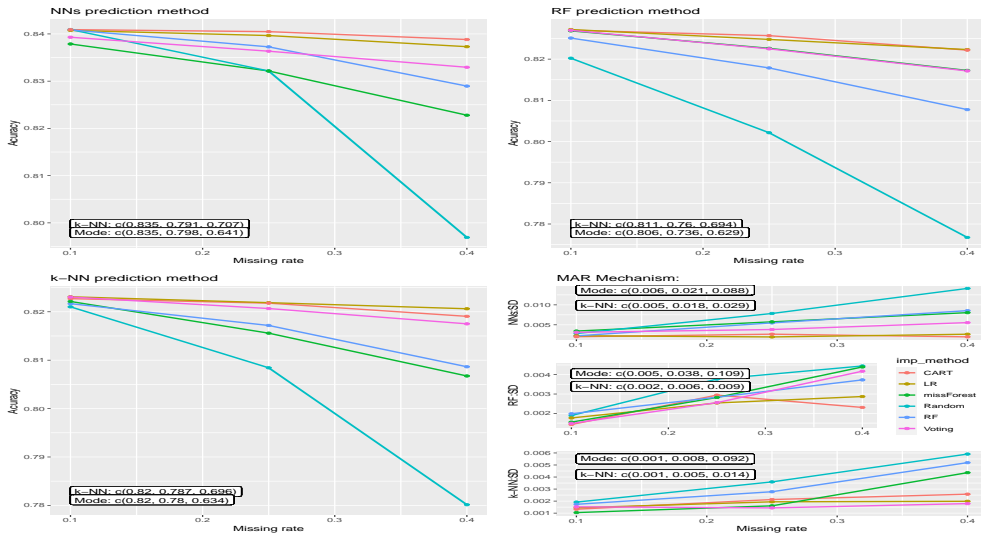 NNs prediction method
0.84
0.83
0.82
0.81
0.80
Acuracy
k−NN: c(0.835, 0.791, 0.707)
Mode: c(0.835, 0.798, 0.641)
0.1 0.2 0.3 0.4
Missing rate
RF prediction method
0.82
0.81
0.80
0.79
0.78
Acuracy
k−NN: c(0.811, 0.76, 0.694)
Mode: c(0.806, 0.736, 0.629)
0.1 0.2 0.3 0.4
Missing rate
k−NN prediction method
0.82
0.81
0.80
0.79
0.78
Acuracy
k−NN: c(0.82, 0.787, 0.696)
Mode: c(0.82, 0.78, 0.634)
0.1 0.2 0.3 0.4
Missing rate
MAR Mechanism:
Mode: c(0.006, 0.021, 0.088)
k−NN: c(0.005, 0.018, 0.029)
0.010
0.005
NNs:SD
0.1 0.2 0.3 0.4
Mode: c(0.005, 0.038, 0.109)
k−NN: c(0.002, 0.006, 0.009)
0.004
0.003
0.002
RF:SD
0.1 0.2 0.3 0.4
imp_method
CART
LR
missForest
Random
RF
Voting
Mode: c(0.001, 0.008, 0.092)
k−NN: c(0.001, 0.005, 0.014)
0.006
0.005
0.004
0.003
0.002
0.001
k−NN:SD
0.1 0.2 0.3 0.4
Missing rate